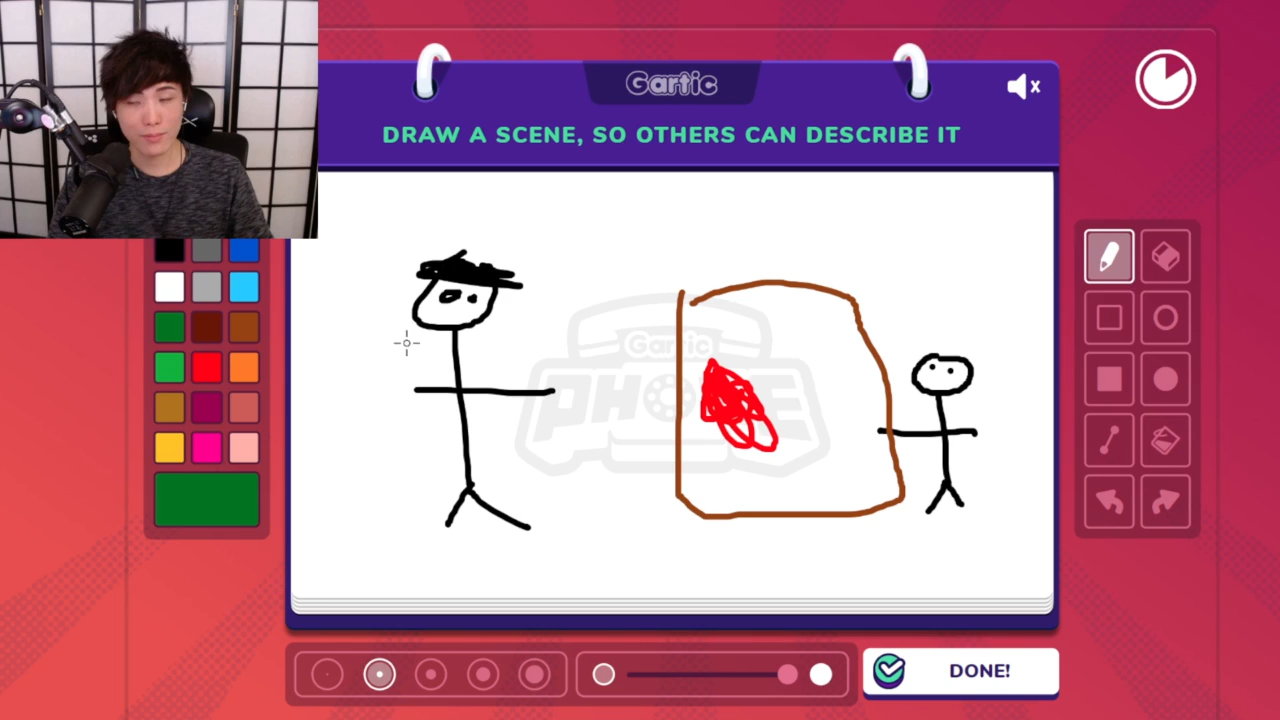 Gartic
DRAW A SCENE, SO OTHERS CAN DESCRIBE IT
Gartic
PHONE
DONE!